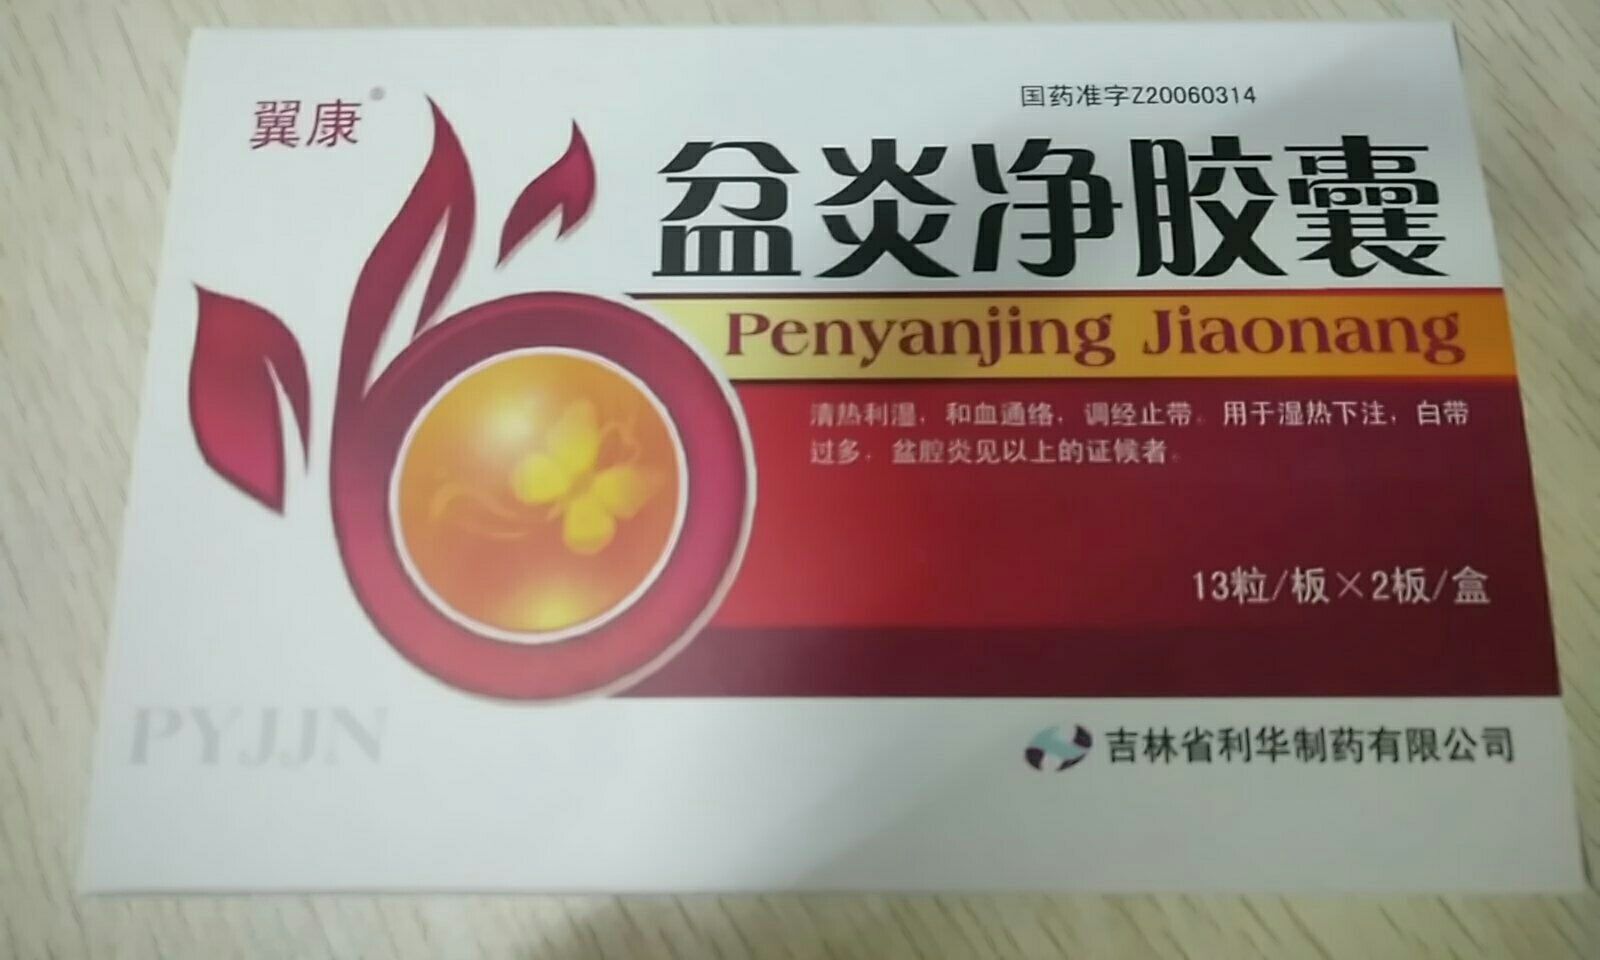 翼康®
国药准字Z20060314
盆炎净胶囊
Penyanjing Jiaonang
清热利湿，和血通络，调经止带。用于湿热下注，白带
过多，盆腔炎见以上的证候者。
13粒/板×2板/盒
PYJJN
吉林省利华制药有限公司